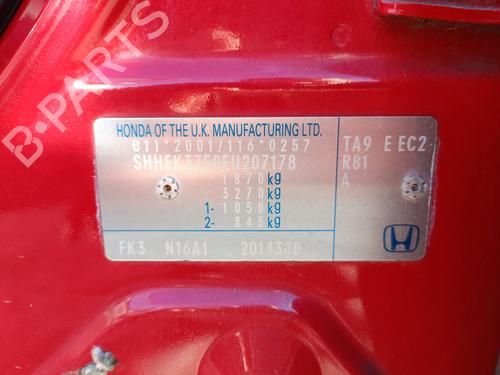 B-PARTS
HONDA OF THE U.K. MANUFACTURING LTD.
e11*2001/116*0257
TA9 E EC2
SHHFK3750FU207178
R81
1870kg
A
3270kg
1- 1050kg
2- 845kg
FK3 N16A1 2014308